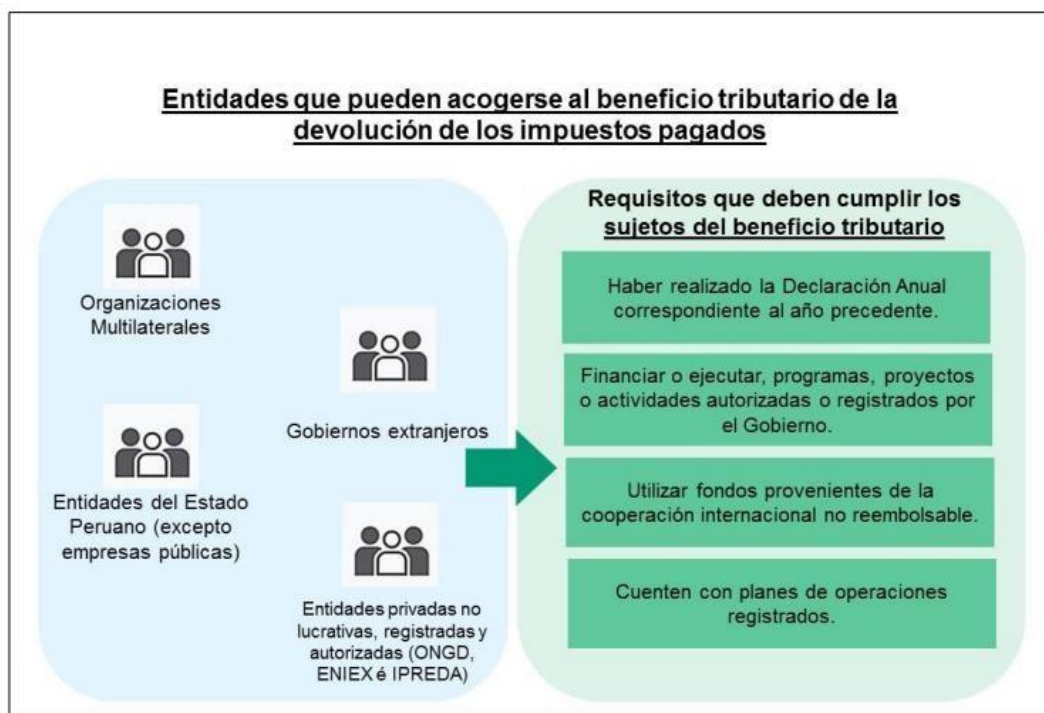 Entidades que pueden acogerse al beneficio tributario de la
devolución de los impuestos pagados
Organizaciones
Multilaterales
Gobiernos extranjeros
Entidades del Estado
Peruano (excepto
empresas públicas)
Entidades privadas no
lucrativas, registradas y
autorizadas (ONGD,
ENIEX é IPREDA)
Requisitos que deben cumplir los
sujetos del beneficio tributario
Haber realizado la Declaración Anual
correspondiente al año precedente.
Financiar o ejecutar, programas, proyectos
o actividades autorizadas o registrados por
el Gobierno.
Utilizar fondos provenientes de la
cooperación internacional no reembolsable.
Cuenten con planes de operaciones
registrados.